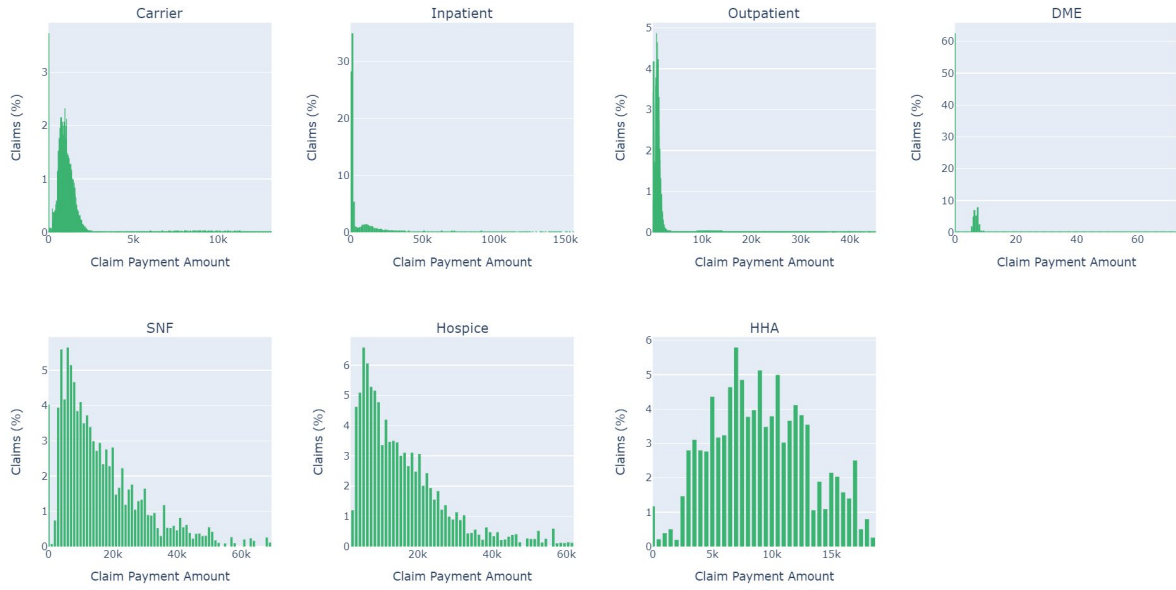 Carrier
Inpatient
Outpatient
DME
Claims (%)
3
2
1
0
0
5k
10k
Claim Payment Amount
Claims (%)
30
20
10
0
0
50k
100k
150k
Claim Payment Amount
Claims (%)
5
4
3
2
1
0
10k
20k
30k
40k
Claim Payment Amount
Claims (%)
60
50
40
30
20
10
0
0
20
40
60
Claim Payment Amount
SNF
Hospice
HHA
Claims (%)
5
4
3
2
1
0
0
20k
40k
60k
Claim Payment Amount
Claims (%)
6
5
4
3
2
1
0
20k
40k
60k
Claim Payment Amount
Claims (%)
6
5
4
3
2
1
0
0
5k
10k
15k
Claim Payment Amount